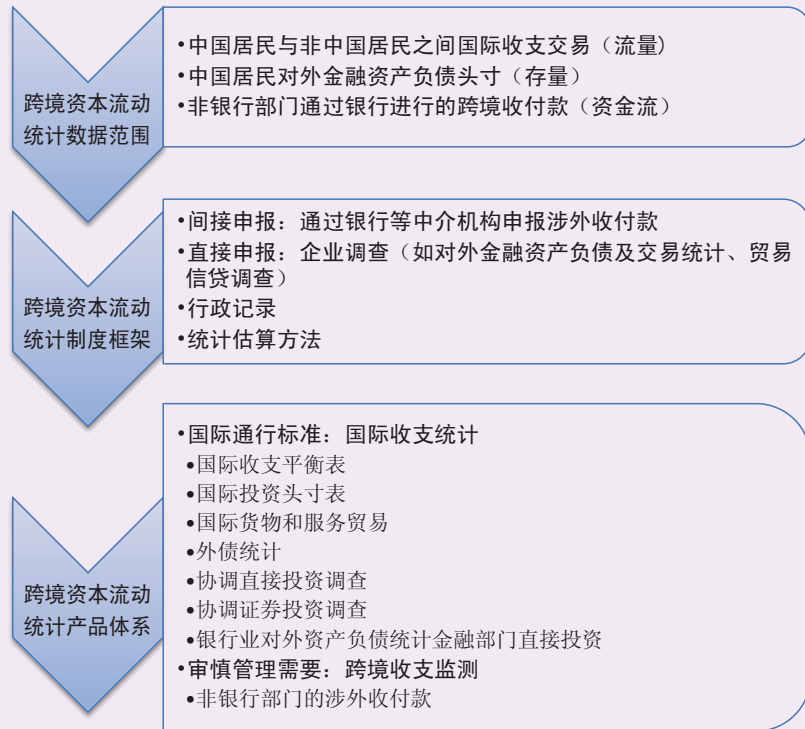 跨境资本流动
统计数据范围
•中国居民与非中国居民之间国际收支交易（流量)
•中国居民对外金融资产负债头寸（存量）
•非银行部门通过银行进行的跨境收付款（资金流）
跨境资本流动
统计制度框架
•间接申报：通过银行等中介机构申报涉外收付款
•直接申报：企业调查（如对外金融资产负债及交易统计、贸易
信贷调查）
•行政记录
•统计估算方法
跨境资本流动
统计产品体系
•国际通行标准：国际收支统计
•国际收支平衡表
•国际投资头寸表
•国际货物和服务贸易
•外债统计
•协调直接投资调查
•协调证券投资调查
•银行业对外资产负债统计金融部门直接投资
•审慎管理需要：跨境收支监测
•非银行部门的涉外收付款